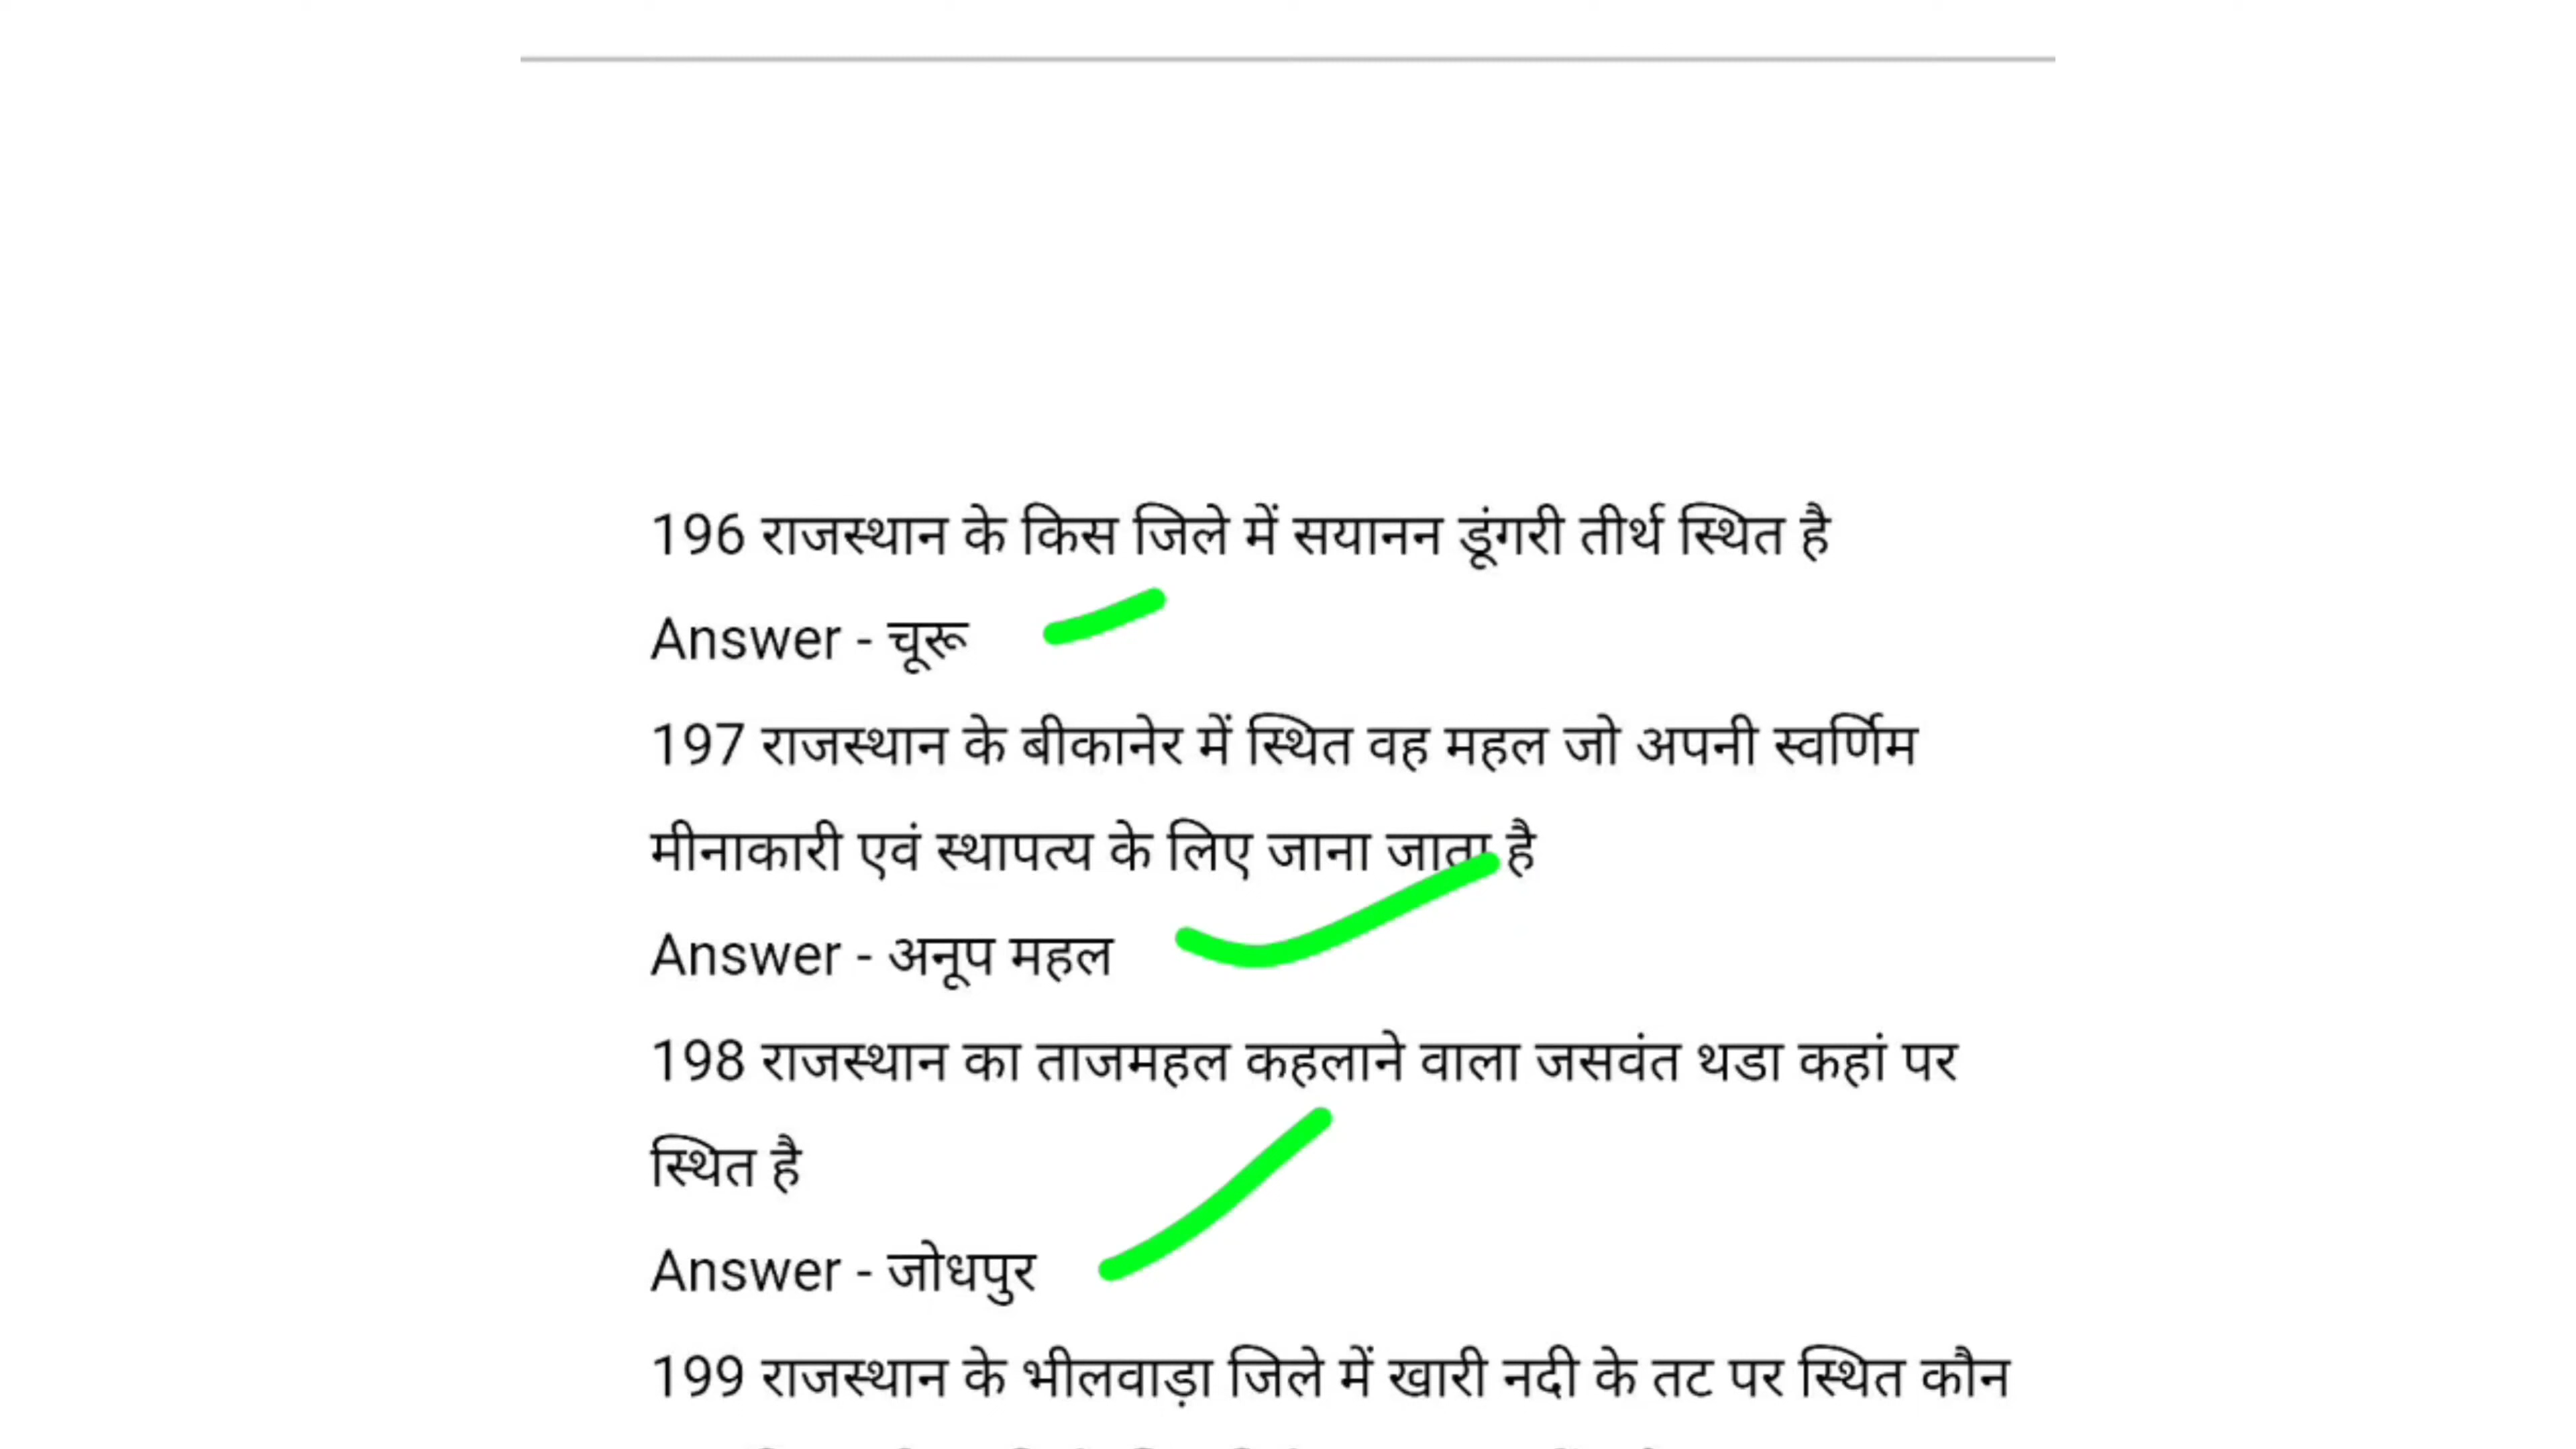 196 राजस्थान के किस जिले में सयानन डूंगरी तीर्थ स्थित है
Answer - चूरू
197 राजस्थान के बीकानेर में स्थित वह महल जो अपनी स्वर्णिम
मीनाकारी एवं स्थापत्य के लिए जाना जाता है
Answer - अनूप महल
198 राजस्थान का ताजमहल कहलाने वाला जसवंत थडा कहां पर
स्थित है
Answer - जोधपुर
199 राजस्थान के भीलवाड़ा जिले में खारी नदी के तट पर स्थित कौन